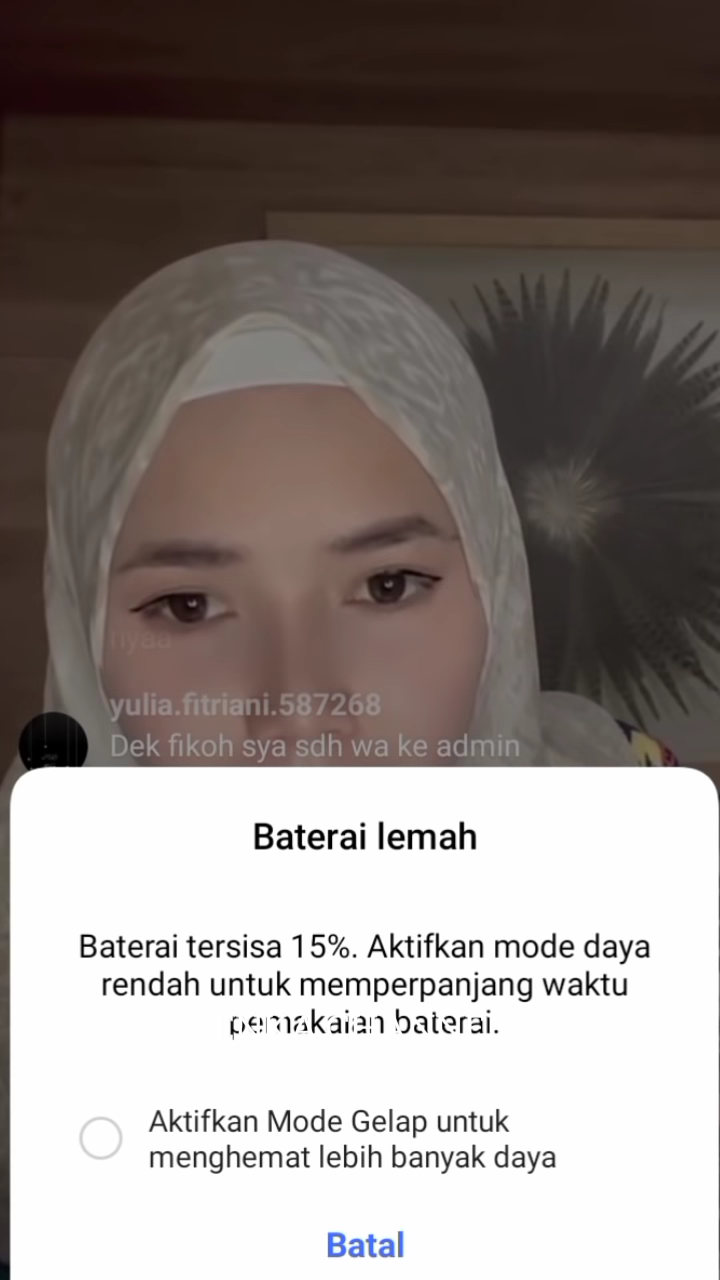 riyaa
yulia.fitriani.587268
Dek fikoh sya sdh wa ke admin
Baterai lemah
Baterai tersisa 15%. Aktifkan mode daya
rendah untuk memperpanjang waktu
pemakaian baterai.
Aktifkan Mode Gelap untuk
menghemat lebih banyak daya
Batal